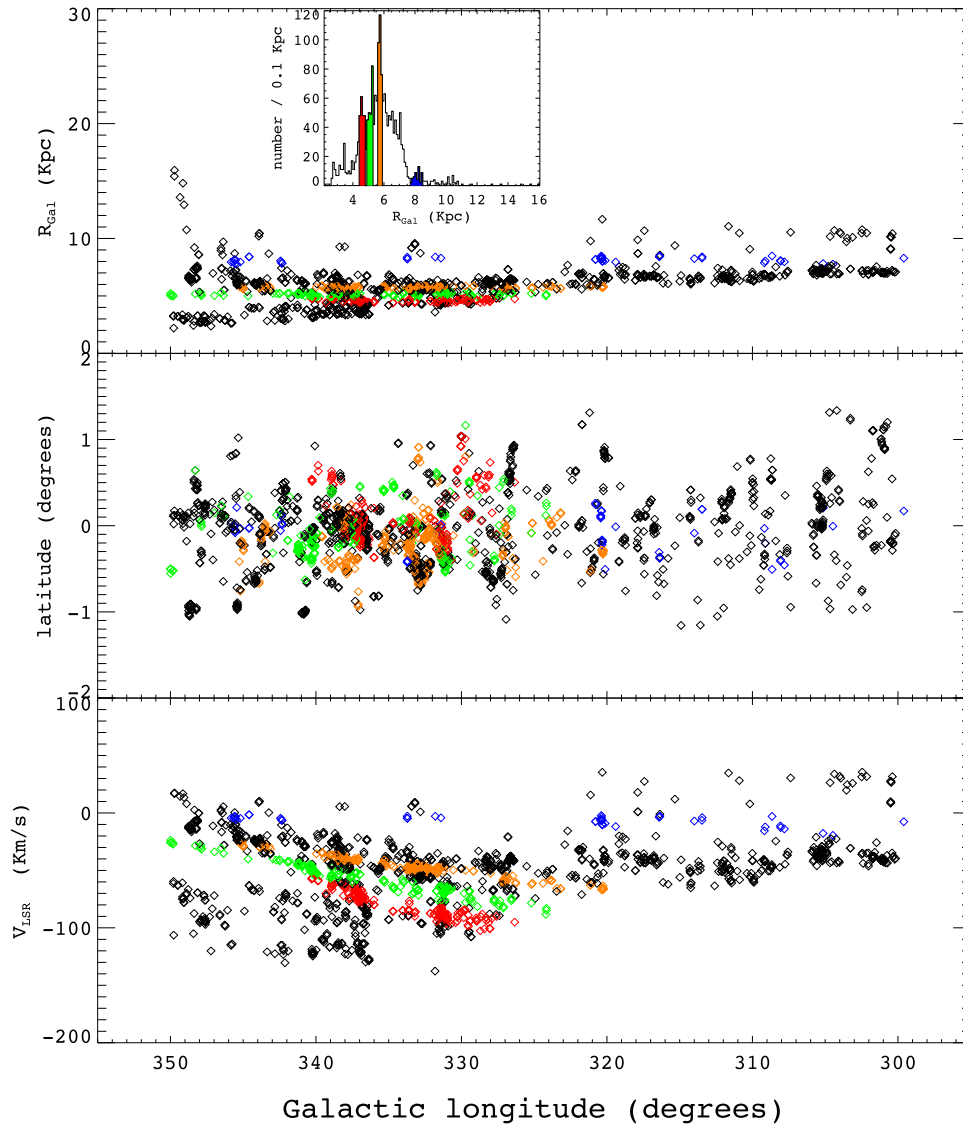 30
20
10
0
R_Gal (Kpc)
120
100
80
60
40
20
0
number / 0.1 Kpc
4 6 8 10 12 14 16
R_Gal (Kpc)
2
1
0
-1
-2
latitude (degrees)
100
0
-100
-200
V_LSR (Km/s)
350 340 330 320 310 300
Galactic longitude (degrees)